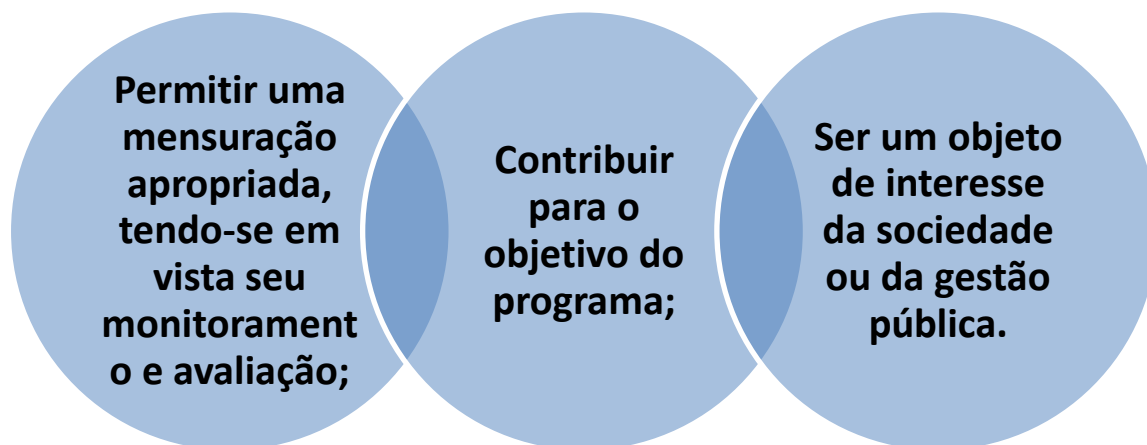 Permitir uma
mensuração
apropriada,
tendo-se em
vista seu
monitorament
o e avaliação;
Contribuir
para o
objetivo do
programa;
Ser um objeto
de interesse
da sociedade
ou da gestão
pública.